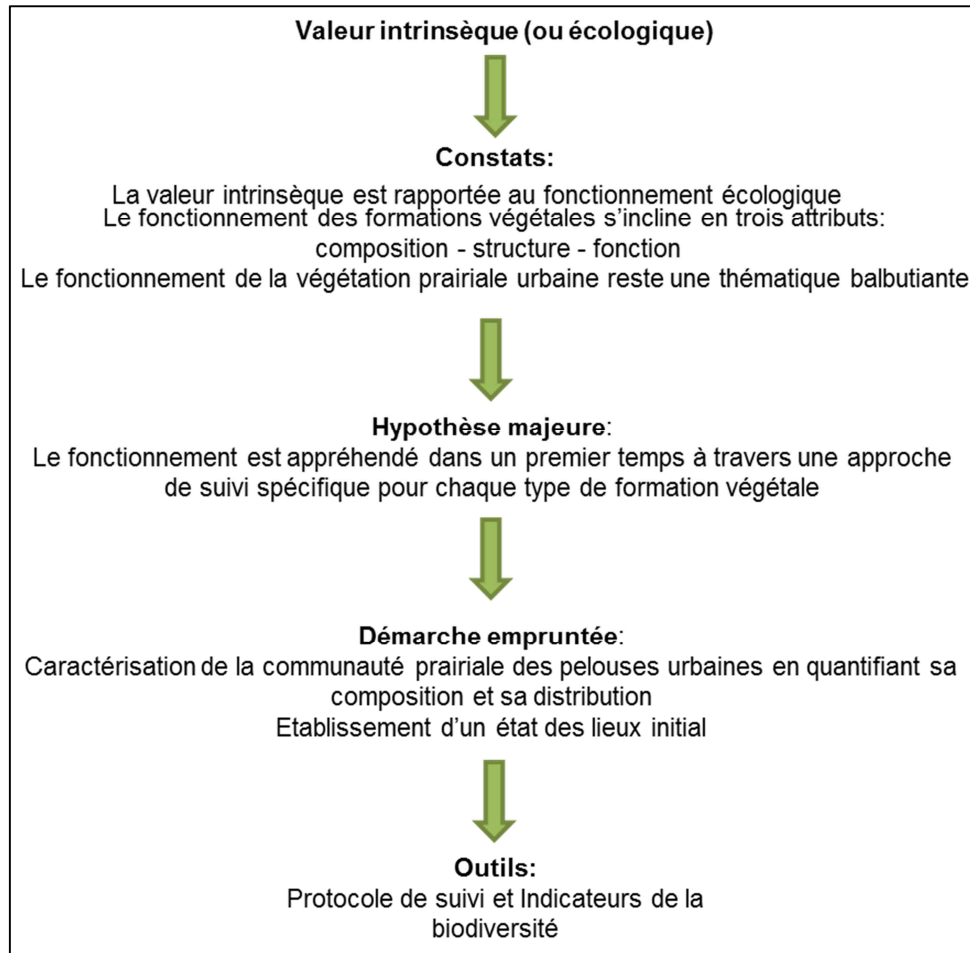 Valeur intrinsèque (ou écologique)
Constats:
La valeur intrinsèque est rapportée au fonctionnement écologique
Le fonctionnement des formations végétales s'incline en trois attributs:
composition - structure - fonction
Le fonctionnement de la végétation prairiale urbaine reste une thématique balbutiante
Hypothèse majeure:
Le fonctionnement est appréhendé dans un premier temps à travers une approche
de suivi spécifique pour chaque type de formation végétale
Démarche empruntée:
Caractérisation de la communauté prairiale des pelouses urbaines en quantifiant sa
composition et sa distribution
Etablissement d'un état des lieux initial
Outils:
Protocole de suivi et Indicateurs de la
biodiversité